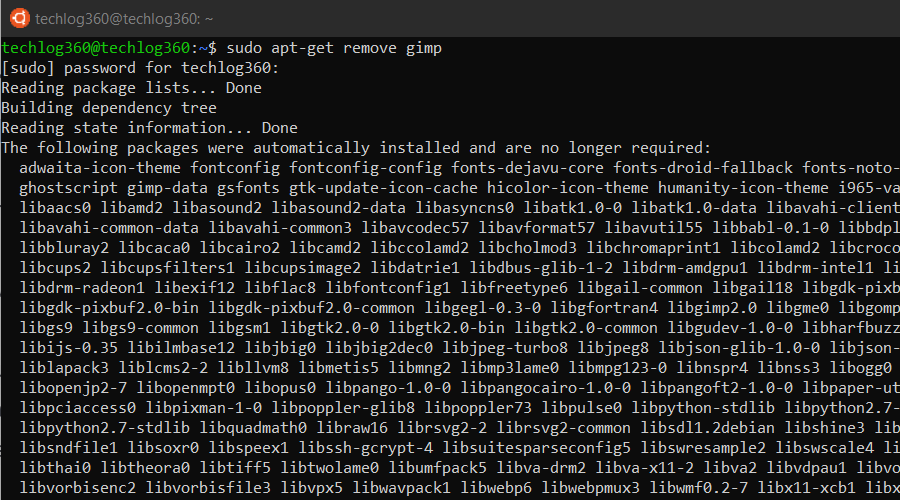 techlog360@techlog360: ~
techlog360@techlog360:~$ sudo apt-get remove gimp
[sudo] password for techlog360:
Reading package lists... Done
Building dependency tree
Reading state information... Done
The following packages were automatically installed and are no longer required:
adwaita-icon-theme fontconfig fontconfig-config fonts-dejavu-core fonts-droid-fallback fonts-noto-
ghostscript gimp-data gsfonts gtk-update-icon-cache hicolor-icon-theme humanity-icon-theme i965-va
libaacs0 libamd2 libasound2 libasound2-data libasyncns0 libatk1.0-0 libatk1.0-data libavahi-client
libavahi-common-data libavahi-common3 libavcodec57 libavformat57 libavutil55 libbabl-0.1-0 libbdpl
libbluray2 libcaca0 libcairo2 libcamd2 libccolamd2 libcholmod3 libchromaprint1 libcolamd2 libcroco
libcups2 libcupsfilters1 libcupsimage2 libdatrie1 libdbus-glib-1-2 libdrm-amdgpu1 libdrm-intel1 li
libdrm-radeon1 libexif12 libflac8 libfontconfig1 libfreetype6 libgail-common libgail18 libgdk-pixb
libgdk-pixbuf2.0-bin libgdk-pixbuf2.0-common libgegl-0.3-0 libgfortran4 libgimp2.0 libgme0 libgomp
libgs9 libgs9-common libgsm1 libgtk2.0-0 libgtk2.0-bin libgtk2.0-common libgudev-1.0-0 libharfbuzz
libijs-0.35 libilmbase12 libjbig0 libjbig2dec0 libjpeg-turbo8 libjpeg8 libjson-glib-1.0-0 libjson-
liblapack3 liblcms2-2 libllvm8 libmetis5 libmng2 libmp3lame0 libmpg123-0 libnspr4 libnss3 libogg0
libopenjp2-7 libopenmpt0 libopus0 libpango-1.0-0 libpangocairo-1.0-0 libpangoft2-1.0-0 libpaper-ut
libpciaccess0 libpixman-1-0 libpoppler-glib8 libpoppler73 libpulse0 libpython-stdlib libpython2.7-
libpython2.7-stdlib libquadmath0 libraw16 librsvg2-2 librsvg2-common libsdl1.2debian libshine3 lib
libsndfile1 libsoxr0 libspeex1 libssh-gcrypt-4 libsuitesparseconfig5 libswresample2 libswscale4 li
libthai0 libtheora0 libtiff5 libtwolame0 libumfpack5 libva-drm2 libva-x11-2 libva2 libvdpau1 libvo
libvorbisenc2 libvorbisfile3 libvpx5 libwavpack1 libwebp6 libwebpmux3 libwmf0.2-7 libx11-xcb1 libx